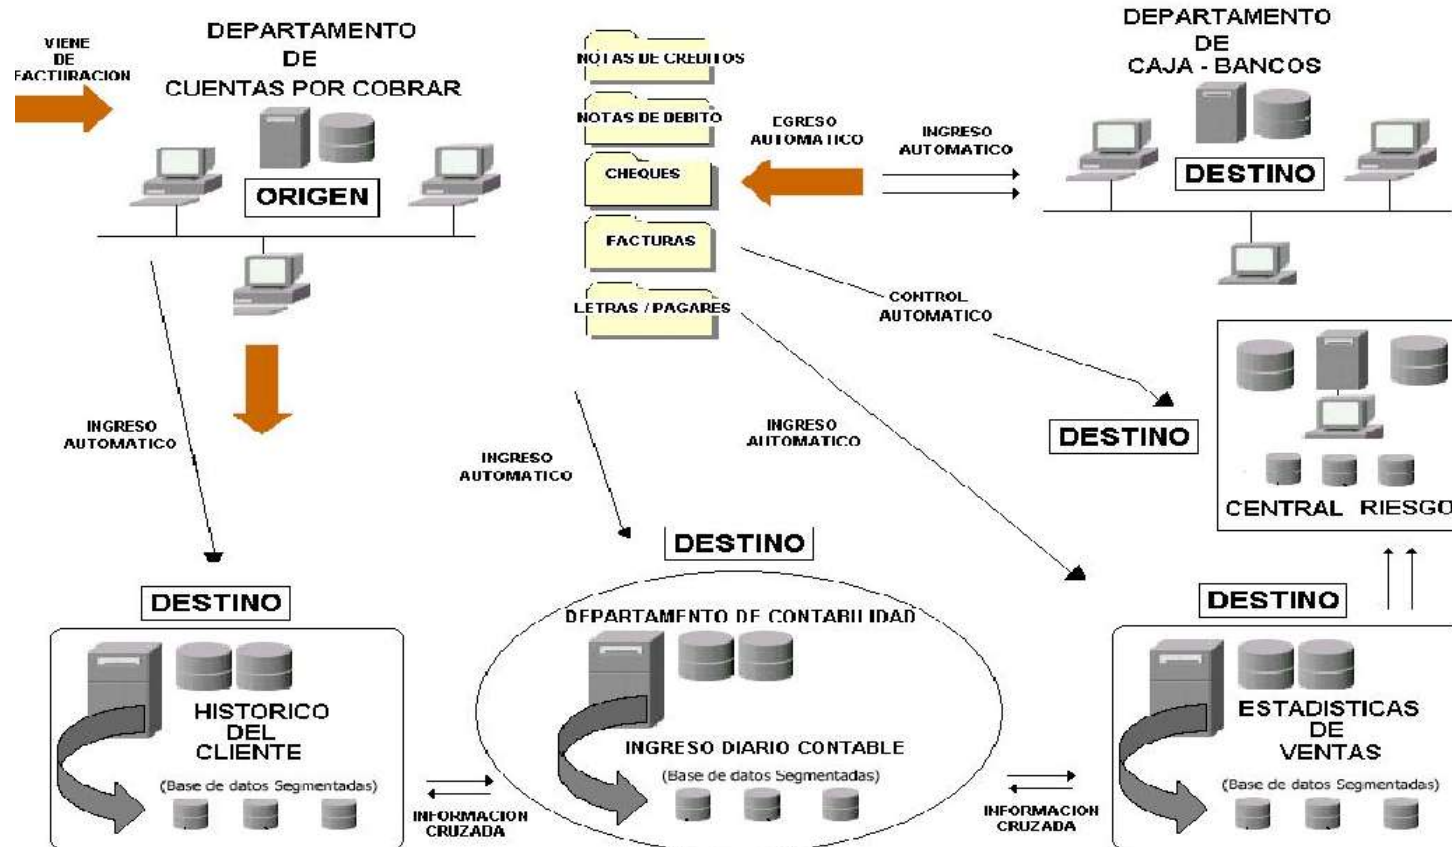 VIENE
DE
FACTURACION
DEPARTAMENTO
DE
CUENTAS POR COBRAR
ORIGEN
NOTAS DE CREDITOS
NOTAS DE DEBITO
CHEQUES
FACTURAS
LETRAS / PAGARES
EGRESO
AUTOMATICO
INGRESO
AUTOMATICO
DEPARTAMENTO
DE
CAJA - BANCOS
DESTINO
CONTROL
AUTOMATICO
INGRESO
AUTOMATICO
INGRESO
AUTOMATICO
INGRESO
AUTOMATICO
DESTINO
CENTRAL RIESGO
DESTINO
HISTORICO
DEL
CLIENTE
(Base de datos Segmentadas)
INFORMACION
CRUZADA
DESTINO
DEPARTAMENTO DE CONTABILIDAD
INGRESO DIARIO CONTABLE
(Base de datos Segmentadas)
INFORMACION
CRUZADA
DESTINO
ESTADISTICAS
DE
VENTAS
(Base de datos Segmentadas)